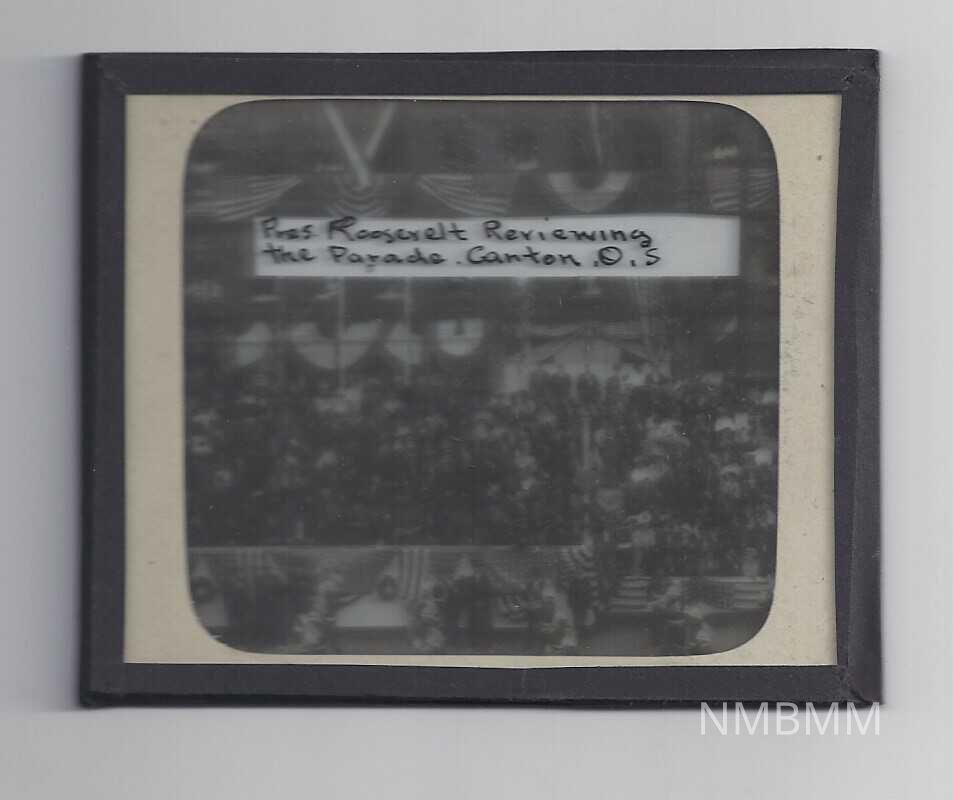 Pres. Roosevelt Reviewing
the Parade. Canton.O.S
NMBMM